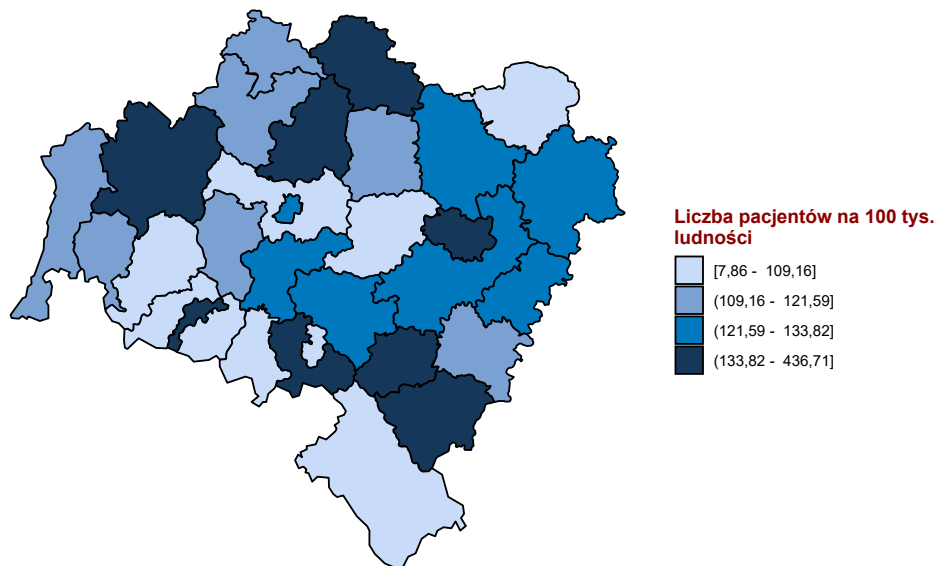 Liczba pacjentów na 100 tys.
ludności
[7,86 - 109,16]
(109,16 - 121,59]
(121,59 - 133,82]
(133,82 - 436,71]